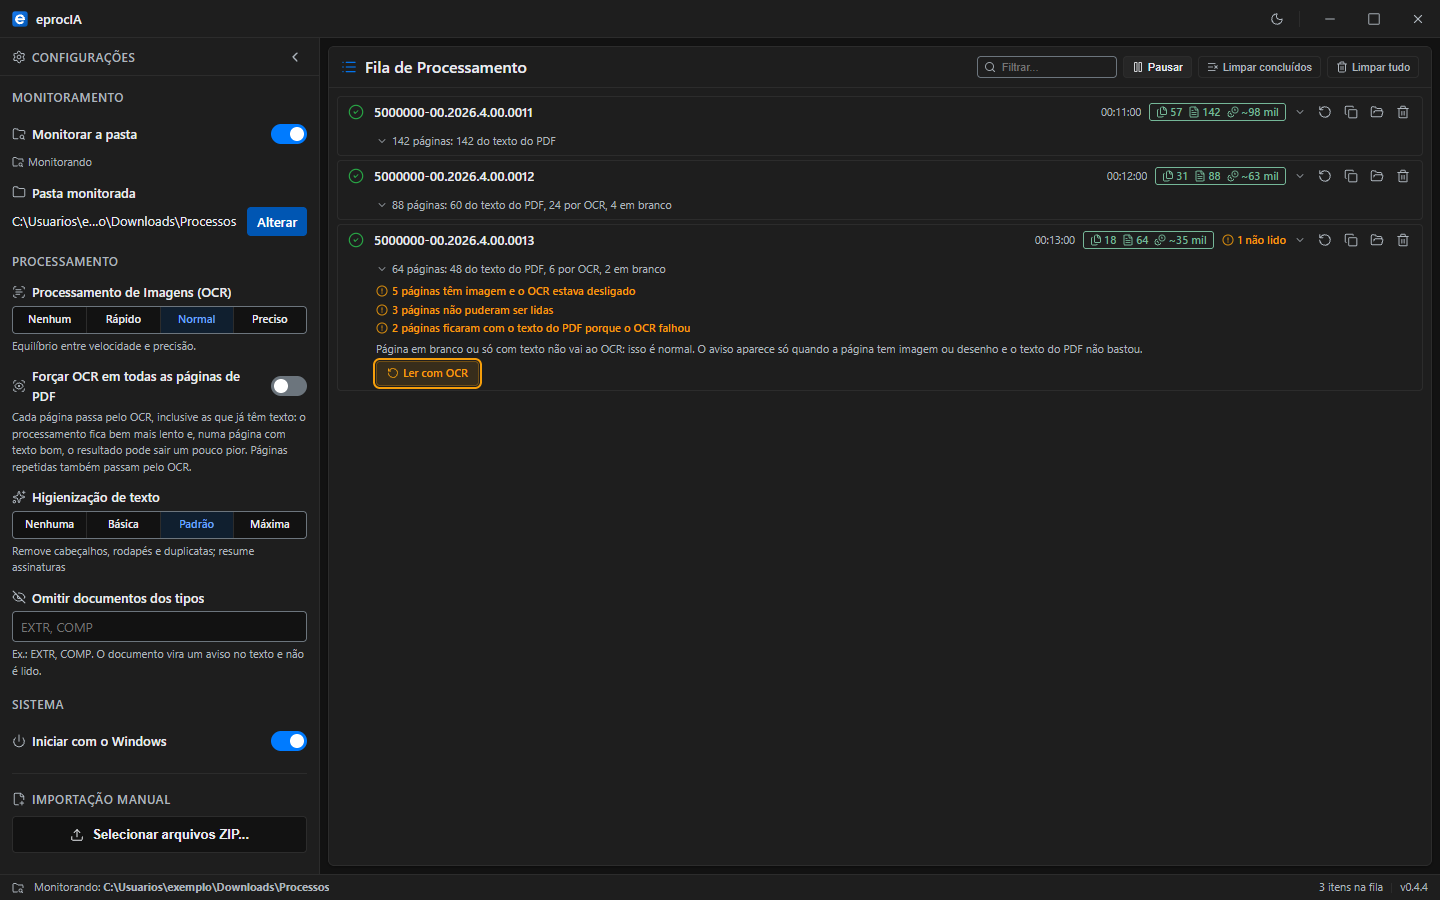 eprocIA
CONFIGURAÇÕES
MONITORAMENTO
Monitorar a pasta
Monitorando
Pasta monitorada
C:\Usuarios\e...o\Downloads\Processos
Alterar
PROCESSAMENTO
Processamento de Imagens (OCR)
Nenhum Rápido Normal Preciso
Equilíbrio entre velocidade e precisão.
Forçar OCR em todas as páginas de
PDF
Cada página passa pelo OCR, inclusive as que já têm texto: o
processamento fica bem mais lento e, numa página com
texto bom, o resultado pode sair um pouco pior. Páginas
repetidas também passam pelo OCR.
Higienização de texto
Nenhuma Básica Padrão Máxima
Remove cabeçalhos, rodapés e duplicatas; resume
assinaturas
Omitir documentos dos tipos
EXTR, COMP
Ex.: EXTR, COMP. O documento vira um aviso no texto e não
é lido.
SISTEMA
Iniciar com o Windows
IMPORTAÇÃO MANUAL
Selecionar arquivos ZIP...
Fila de Processamento
Filtrar...
Pausar
Limpar concluídos
Limpar tudo
5000000-00.2026.4.00.0011
00:11:00 57 142 ~98 mil
142 páginas: 142 do texto do PDF
5000000-00.2026.4.00.0012
00:12:00 31 88 ~63 mil
88 páginas: 60 do texto do PDF, 24 por OCR, 4 em branco
5000000-00.2026.4.00.0013
00:13:00 18 64 ~35 mil 1 não lido
64 páginas: 48 do texto do PDF, 6 por OCR, 2 em branco
5 páginas têm imagem e o OCR estava desligado
3 páginas não puderam ser lidas
2 páginas ficaram com o texto do PDF porque o OCR falhou
Página em branco ou só com texto não vai ao OCR: isso é normal. O aviso aparece só quando a página tem imagem ou desenho e o texto do PDF não bastou.
Ler com OCR
Monitorando: C:\Usuarios\exemplo\Downloads\Processos
3 itens na fila
v0.4.4